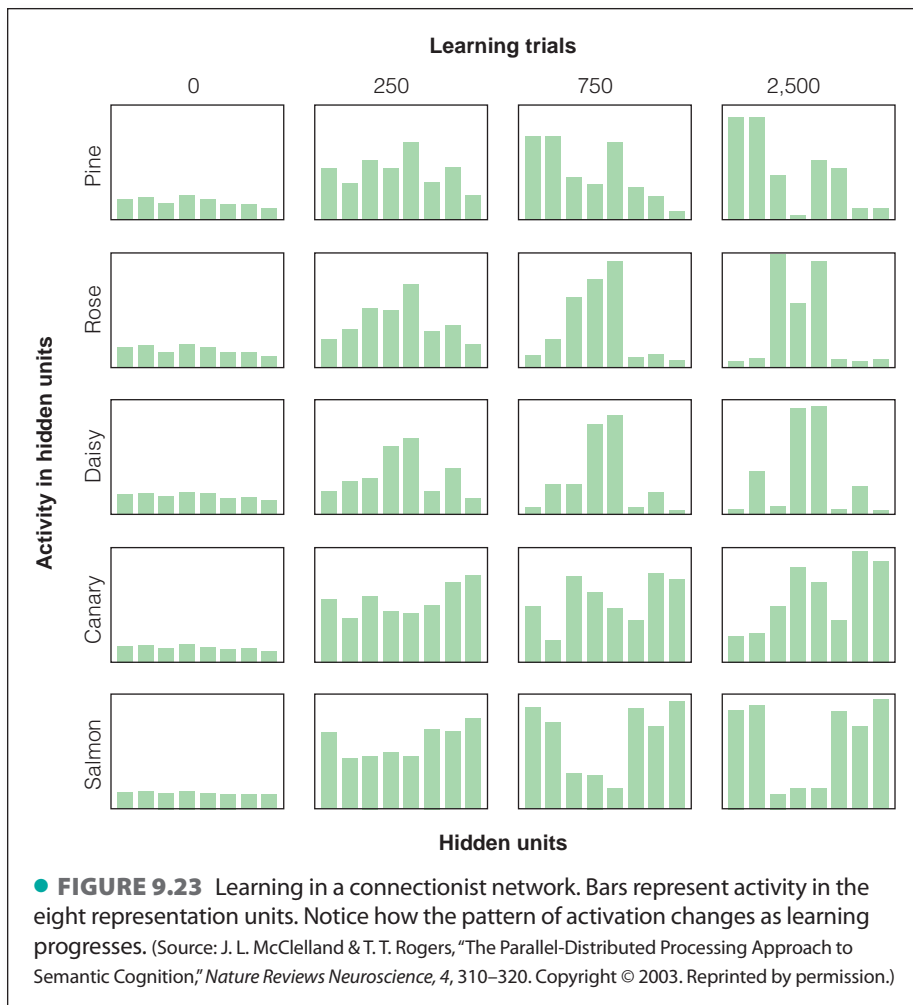 Learning trials
0 250 750 2,500
Pine
Rose
Daisy
Canary
Salmon
Activity in hidden units
Hidden units
● FIGURE 9.23 Learning in a connectionist network. Bars represent activity in the
eight representation units. Notice how the pattern of activation changes as learning
progresses. (Source: J. L. McClelland & T. T. Rogers, “The Parallel-Distributed Processing Approach to
Semantic Cognition,” Nature Reviews Neuroscience, 4, 310–320. Copyright © 2003. Reprinted by permission.)